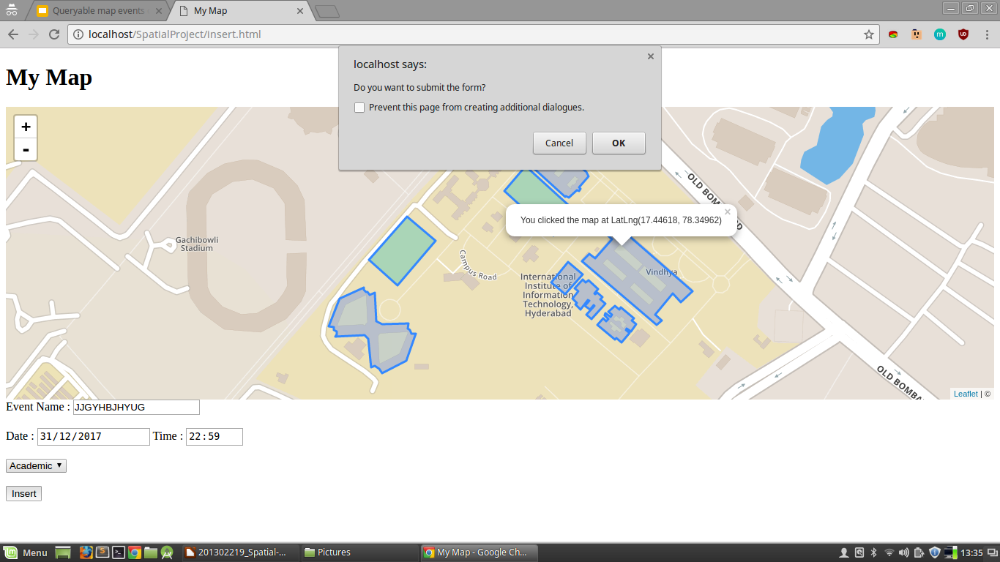 Queryable map events
My Map
localhost/SpatialProject/Insert.html
My Map
localhost says:
Do you want to submit the form?
Prevent this page from creating additional dialogues.
Cancel
OK
+
-
You clicked the map at LatLng(17.44618, 78.34962)
Gachibowli
Stadium
Campus Road
International
Institute of
Information
Technology,
Hyderabad
Vindhya
OLD BOM
D
OLD BOMBA
Leaflet | ©
Event Name : JJGYHBJHYUG
Date : 31/12/2017 Time : 22:59
Academic
Insert
Menu
201302219_Spatial-...
Pictures
My Map - Google Ch...
13:35